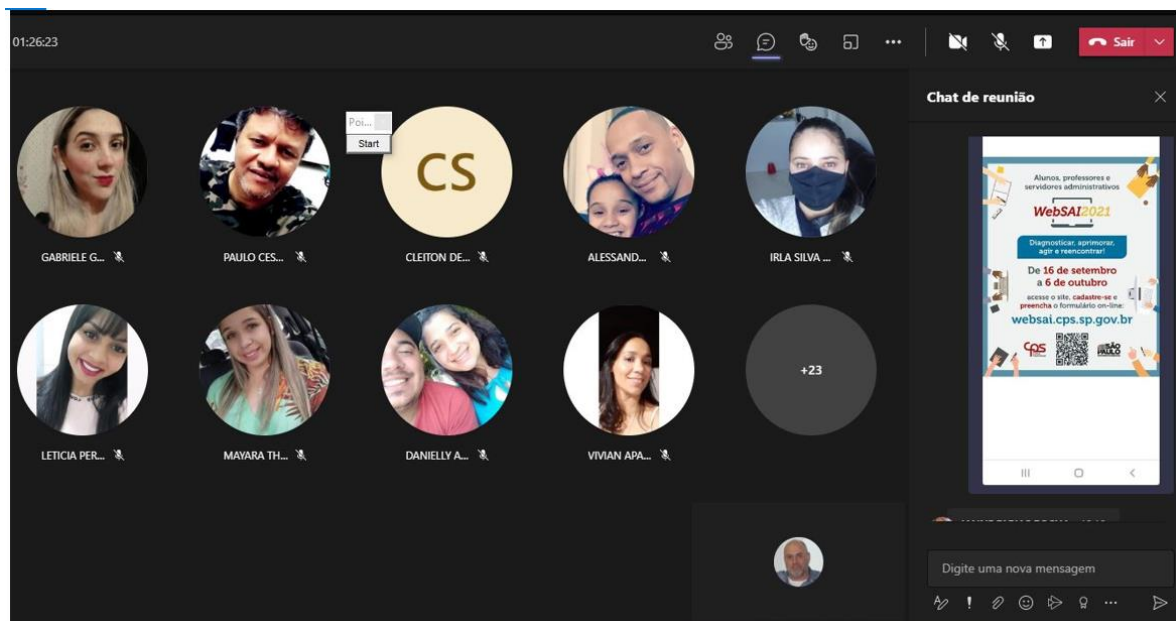 01:26:23
Sair
Poi...
Start
CS
GABRIELE G...
PAULO CES...
CLEITON DE...
ALESSAND...
IRLA SILVA ...
LETICIA PER...
MAYARA TH...
DANIELLY A...
VIVIAN APA...
+23
Chat de reunião
Alunos, professores e
servidores administrativos
WebSAI2021
Diagnosticar, aprimorar,
agir e reencontrar!
De 16 de setembro
a 6 de outubro
acesse o site, cadastre-se e
preencha o formulário on-line:
websai.cps.sp.gov.br
cps
SÃO
PAULO
Digite uma nova mensagem